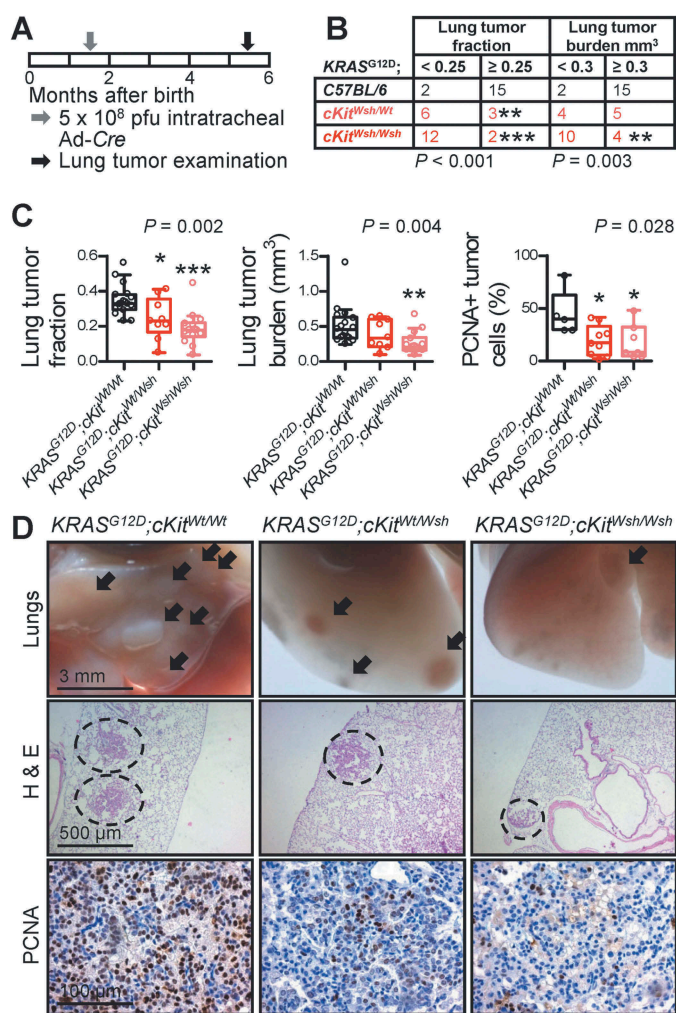 A
0 2 4 6
Months after birth
5 x 10⁸ pfu intratracheal
Ad-Cre
Lung tumor examination
B
Lung tumor fraction Lung tumor burden mm³
KRASᴳ¹²ᴰ; < 0.25 ≥ 0.25 < 0.3 ≥ 0.3
C57BL/6 2 15 2 15
cKitWsh/Wt 6 3** 4 5
cKitWsh/Wsh 12 2*** 10 4 **
P < 0.001 P = 0.003
C
P = 0.002
Lung tumor
fraction
0.6
0.4
0.2
0.0
* ***
KRASG12D;cKitWt/Wt
KRASG12D;cKitWt/Wsh
KRASG12D;cKitWshWsh
P = 0.004
Lung tumor
burden (mm³)
1.5
1.0
0.5
0.0
**
KRASG12D;cKitWt/Wt
KRASG12D;cKitWt/Wsh
KRASG12D;cKitWshWsh
P = 0.028
PCNA+ tumor
cells (%)
100
50
0
* *
KRASG12D;cKitWt/Wt
KRASG12D;cKitWt/Wsh
KRASG12D;cKitWshWsh
D
KRASG12D;cKitWt/Wt KRASG12D;cKitWt/Wsh KRASG12D;cKitWsh/Wsh
Lungs
3 mm
H & E
500 µm
PCNA
100 µm